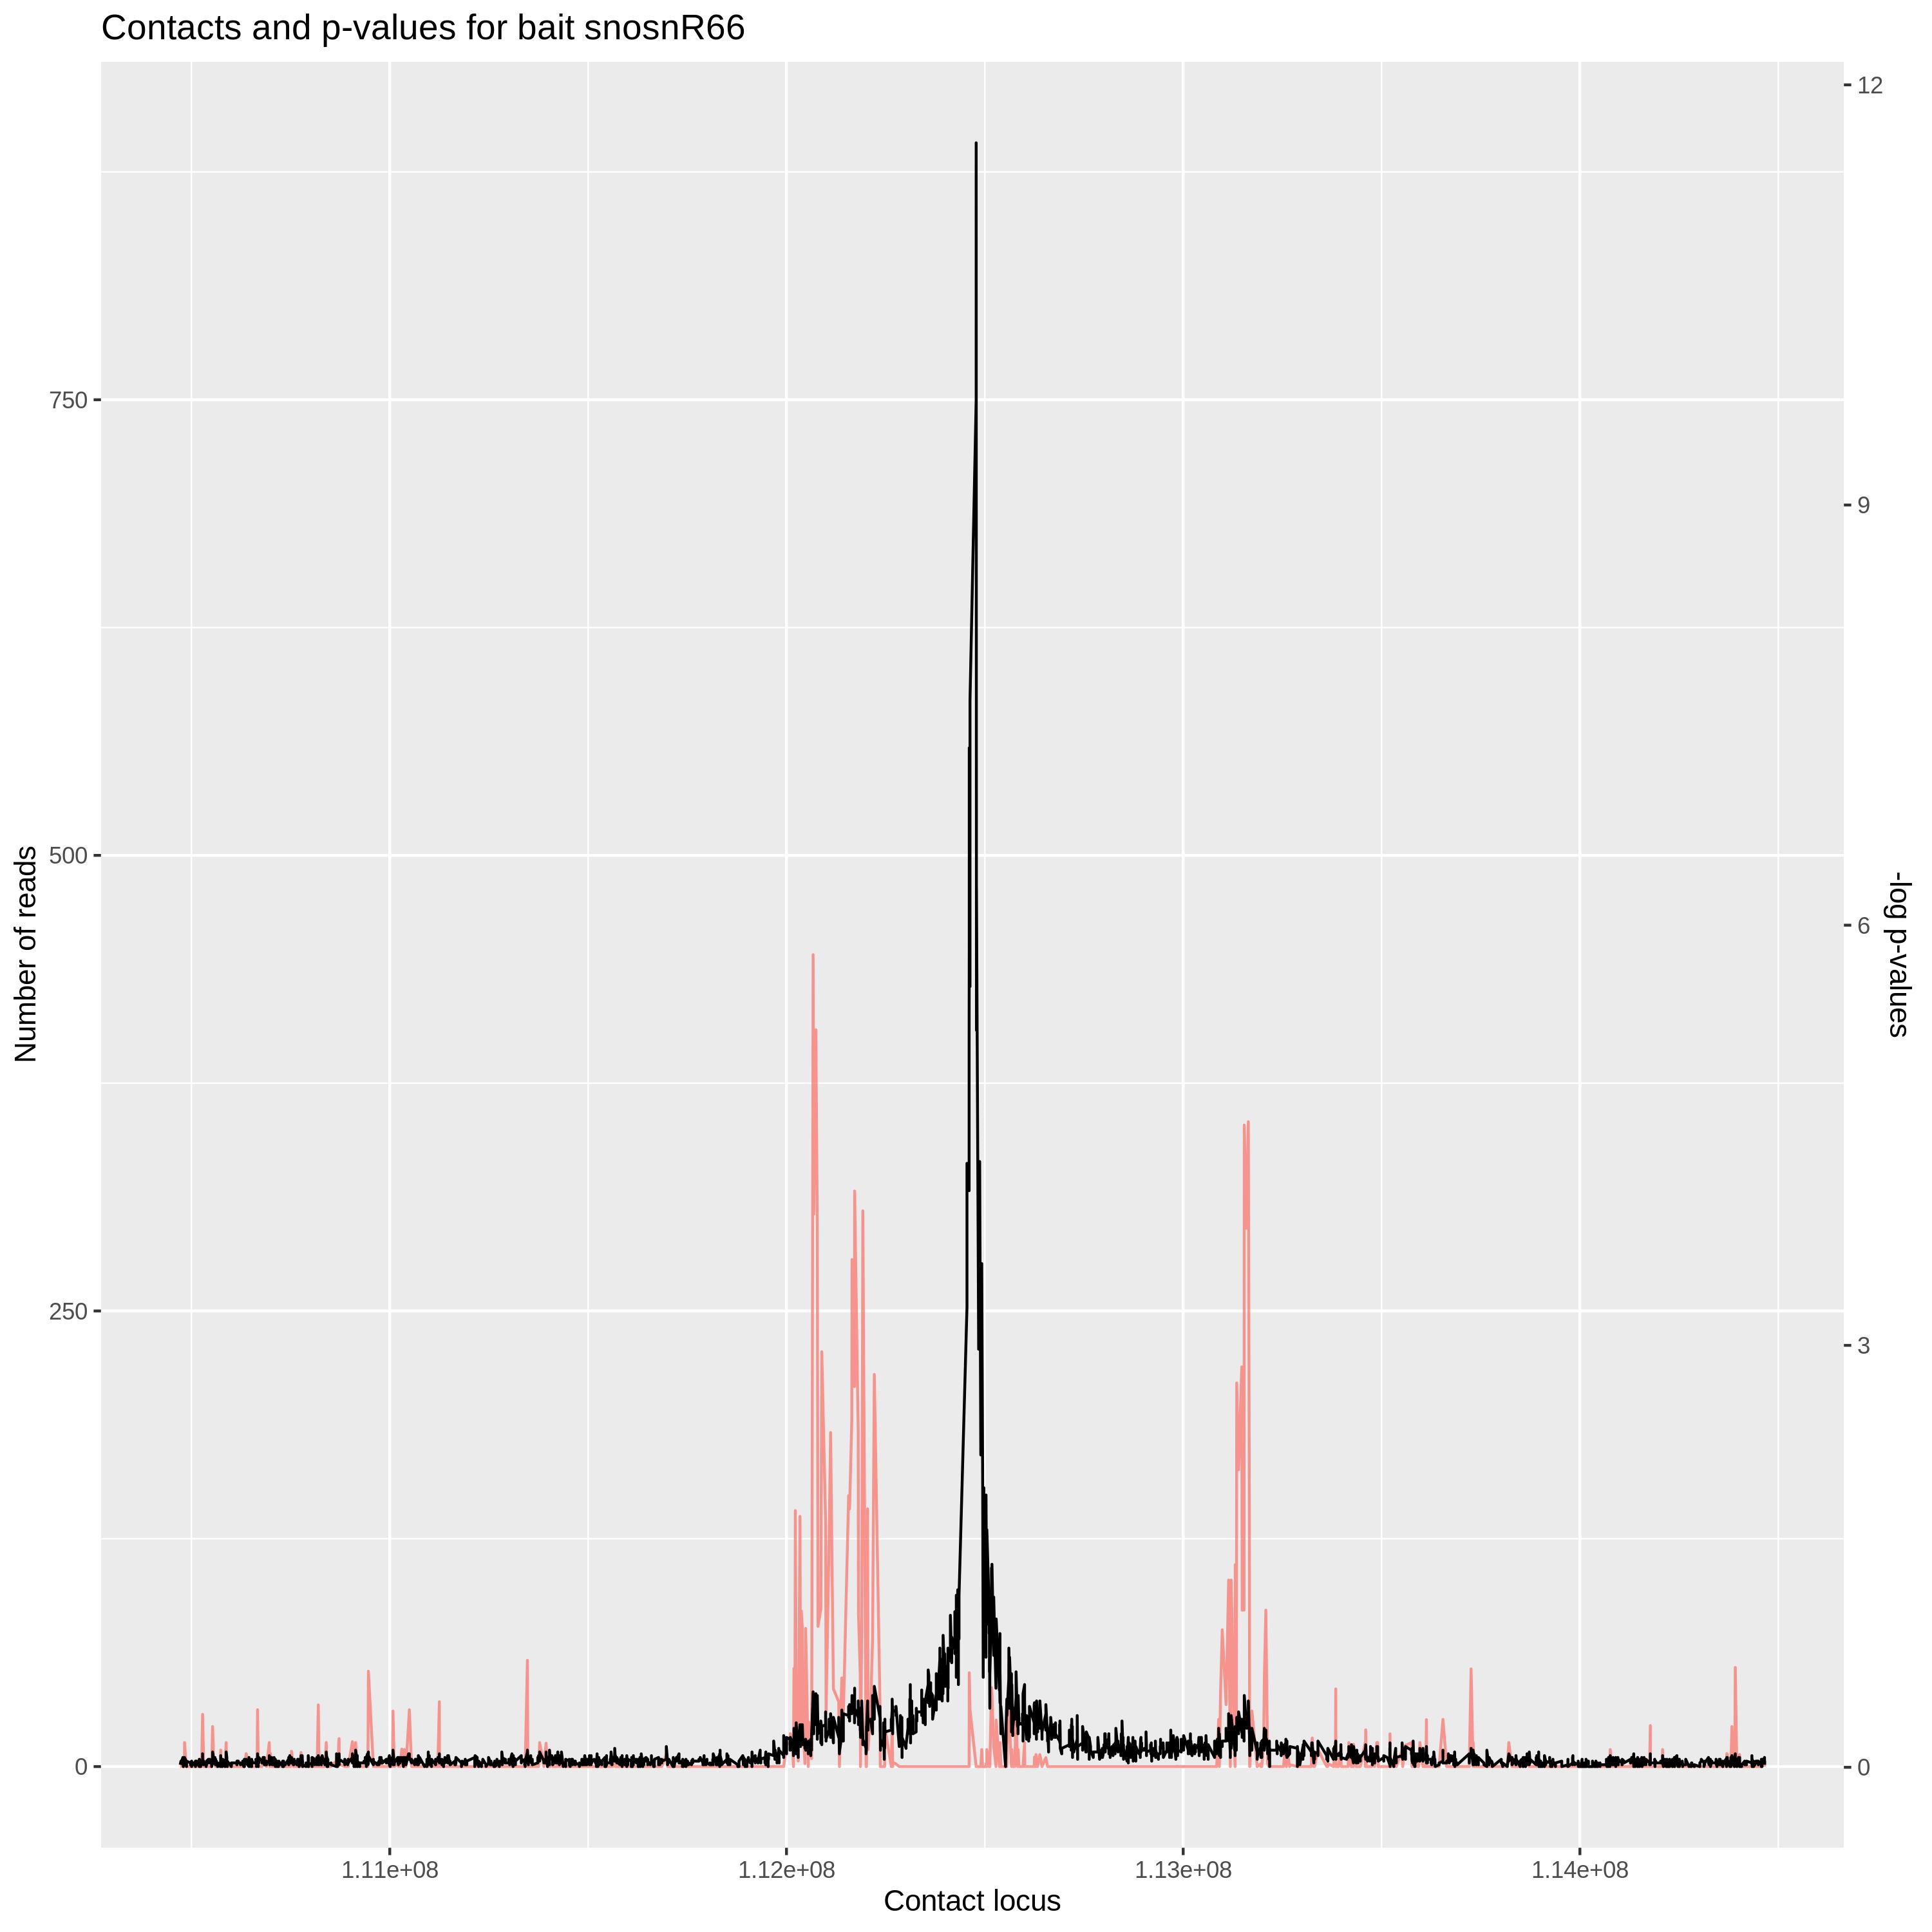 Contacts and p-values for bait snosnR66
12
750
9
500
6
Number of reads
-log p-values
250
3
0
0
1.11e+08
1.12e+08
1.13e+08
1.14e+08
Contact locus